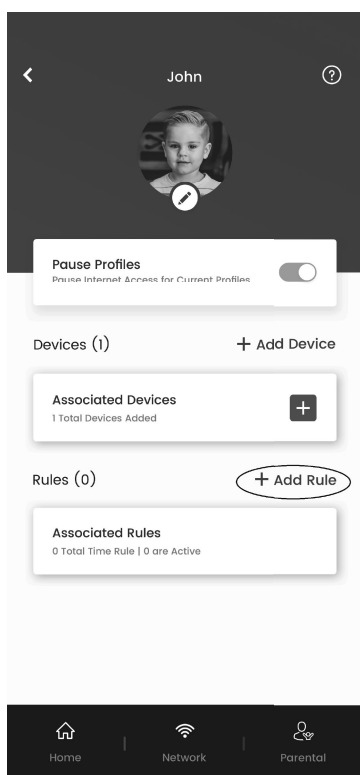 John
Pause Profiles
Pause Internet Access for Current Profiles
Devices (1)
+ Add Device
Associated Devices
1 Total Devices Added
Rules (0)
+ Add Rule
Associated Rules
0 Total Time Rule | 0 are Active
Home
Network
Parental